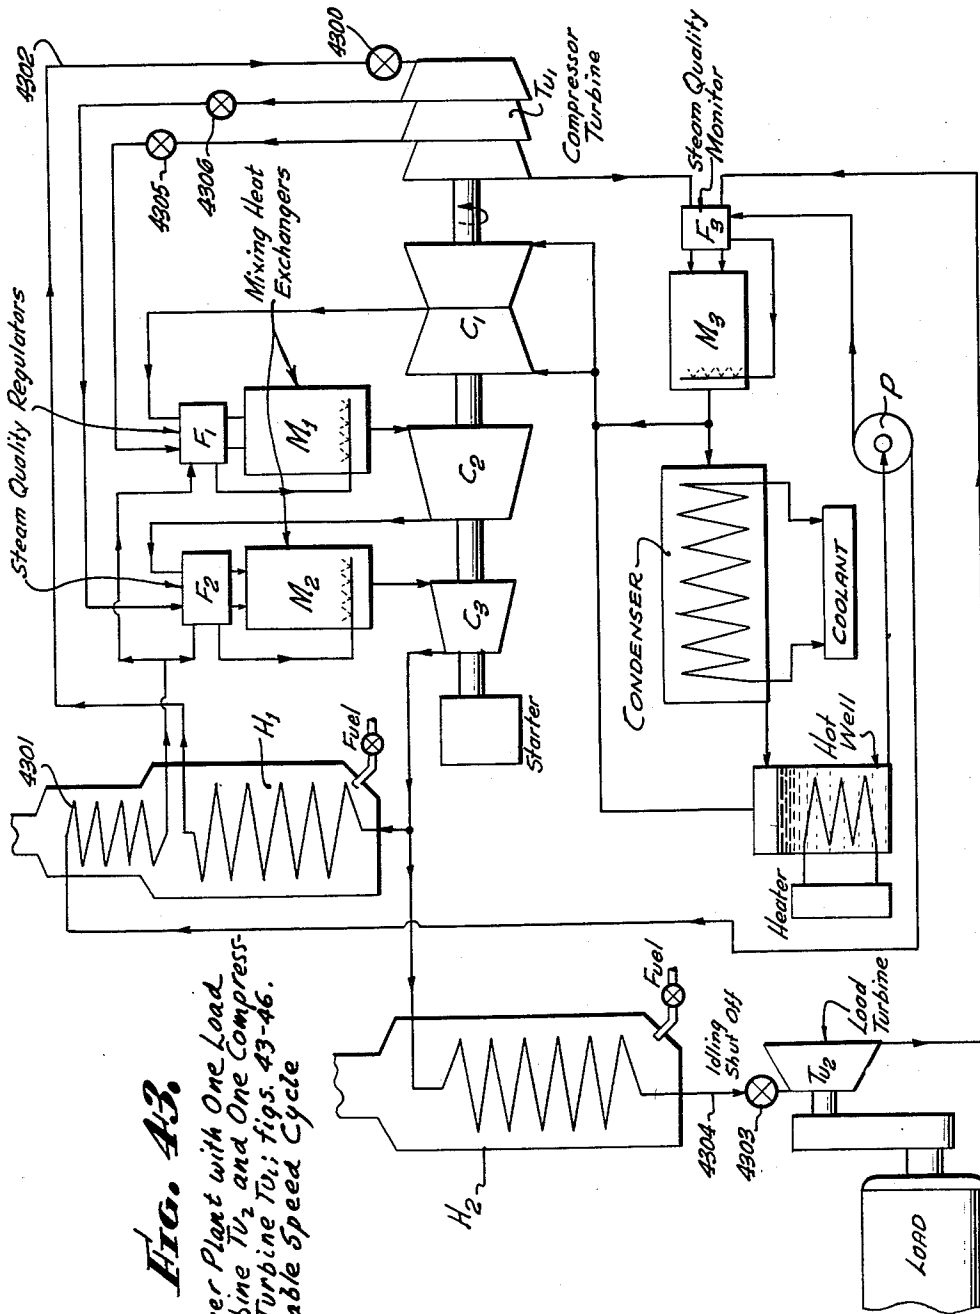 FIG. 43.
er Plant with One Load
bine TU2 and One Compress-
Turbine TU1; figs. 43-46.
able Speed Cycle
4302
4300
4305
4306
TU1
Compressor
Turbine
Steam Quality Regulators
Mixing Heat
Exchangers
F1
M1
F2
M2
C1
C2
C3
Starter
4301
H1
Fuel
Steam Quality
Monitor
F3
M3
P
CONDENSER
COOLANT
Hot
Well
Heater
H2
Fuel
4304
Idling
Shut Off
4303
Load
Turbine
TU2
LOAD